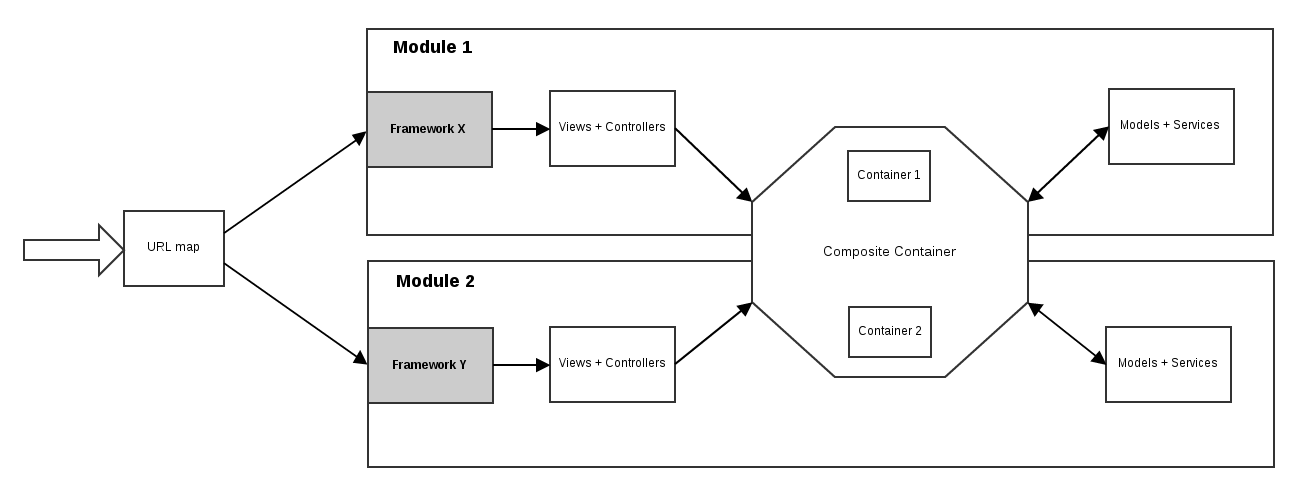 Module 1
Framework X
Views + Controllers
Models + Services
Container 1
URL map
Composite Container
Module 2
Container 2
Framework Y
Views + Controllers
Models + Services